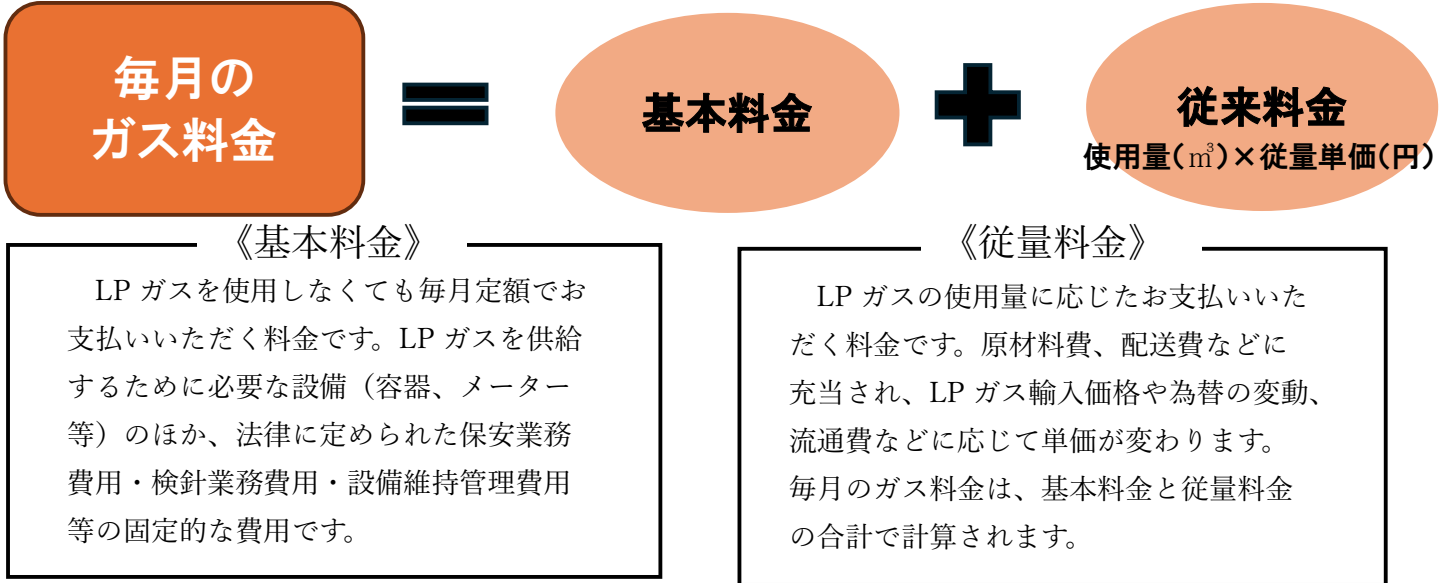 毎月の
ガス料金
基本料金
従来料金
使用量(㎥)×従量単価(円)
《基本料金》
LP ガスを使用しなくても毎月定額でお
支払いいただく料金です。LP ガスを供給
するために必要な設備（容器、メーター
等）のほか、法律に定められた保安業務
費用・検針業務費用・設備維持管理費用
等の固定的な費用です。
《従量料金》
LP ガスの使用量に応じたお支払いいた
だく料金です。原材料費、配送費などに
充当され、LP ガス輸入価格や為替の変動、
流通費などに応じて単価が変わります。
毎月のガス料金は、基本料金と従量料金
の合計で計算されます。